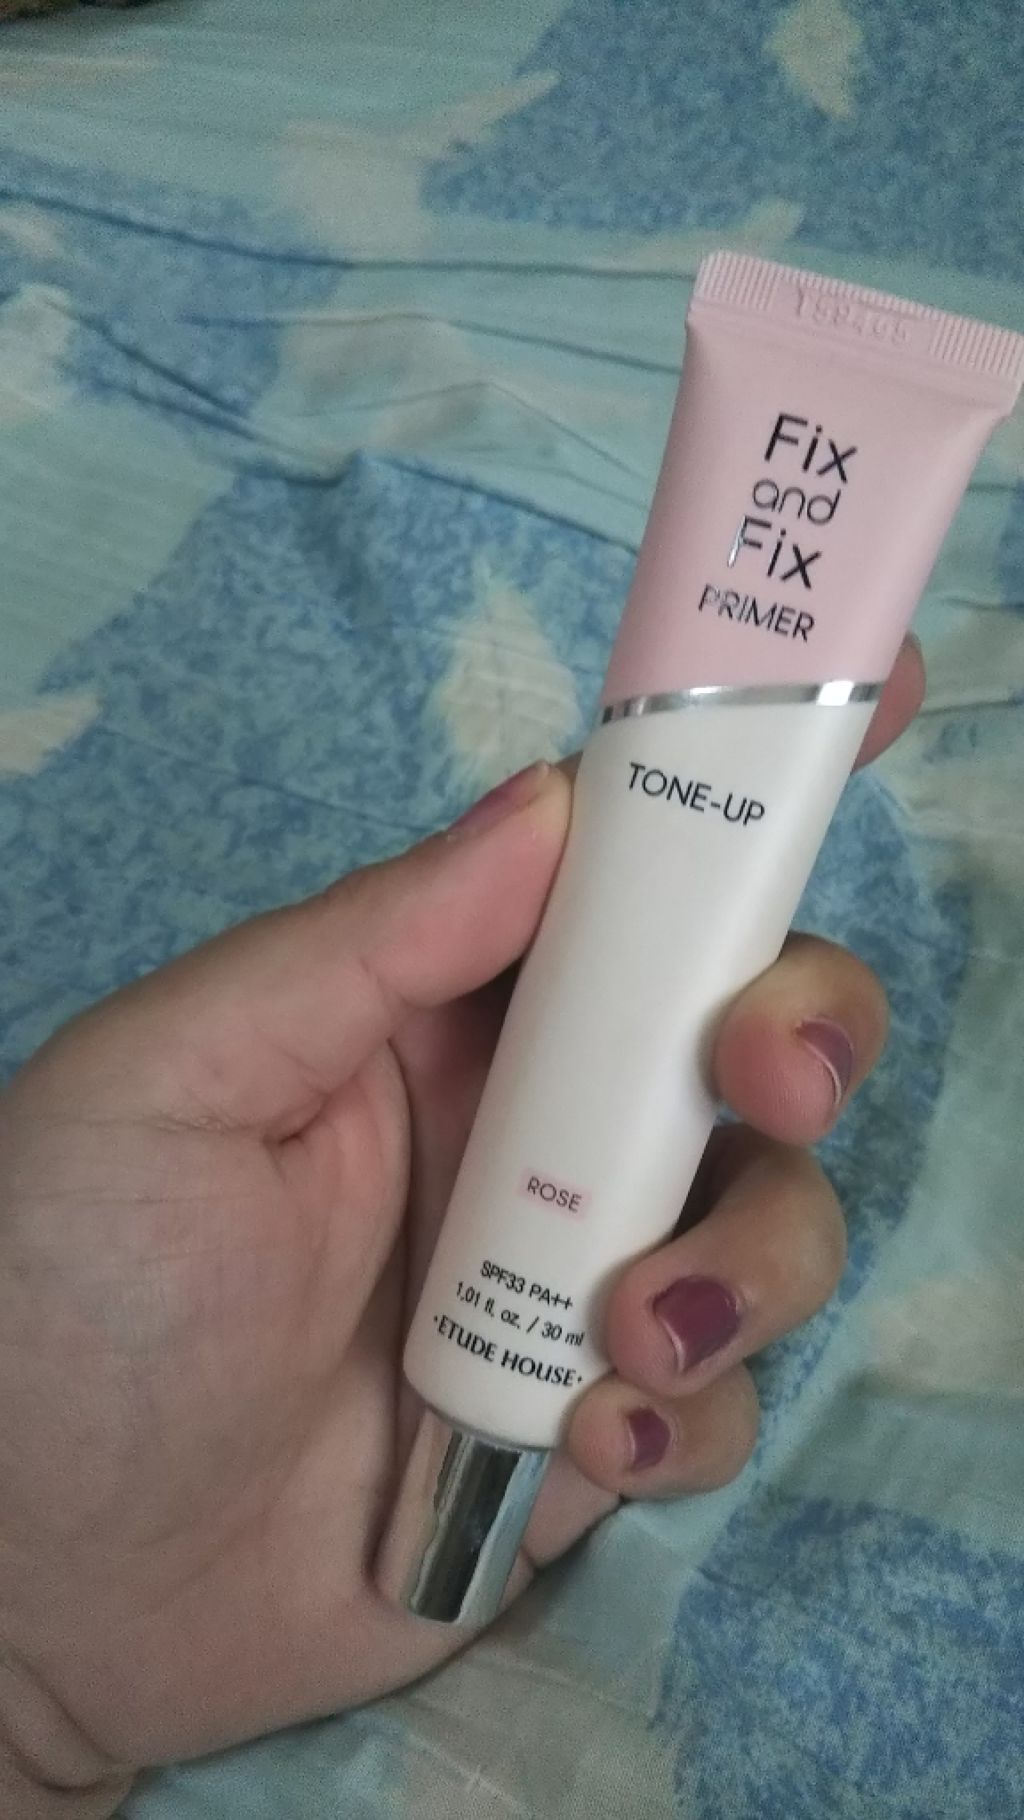 Fix
and
Fix
PRIMER
TONE-UP
ROSE
SPF33 PA++
1.01 fl. oz. / 30 ml
·ETUDE HOUSE·